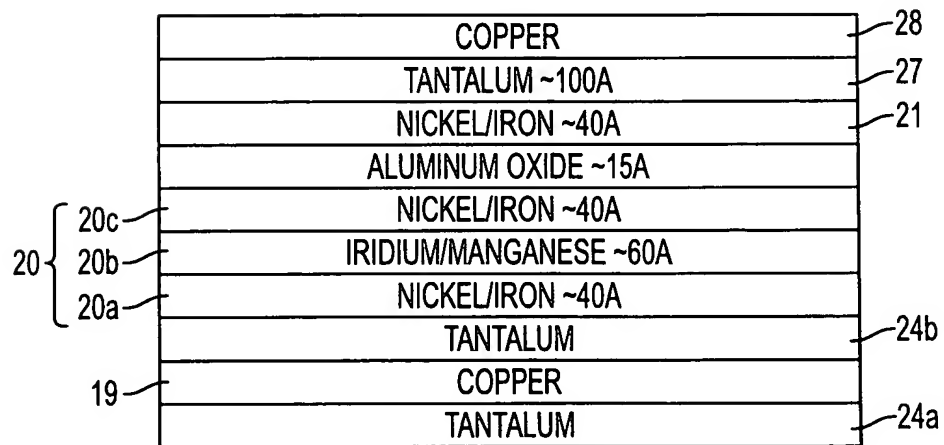 COPPER 28
TANTALUM ~100A 27
NICKEL/IRON ~40A 21
ALUMINUM OXIDE ~15A
20c NICKEL/IRON ~40A
20 20b IRIDIUM/MANGANESE ~60A
20a NICKEL/IRON ~40A
TANTALUM 24b
19 COPPER
TANTALUM 24a